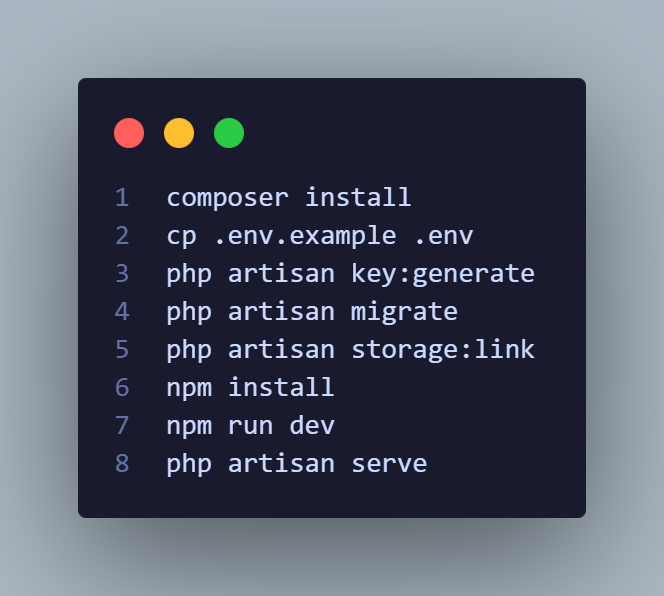 1 composer install
2 cp .env.example .env
3 php artisan key:generate
4 php artisan migrate
5 php artisan storage:link
6 npm install
7 npm run dev
8 php artisan serve